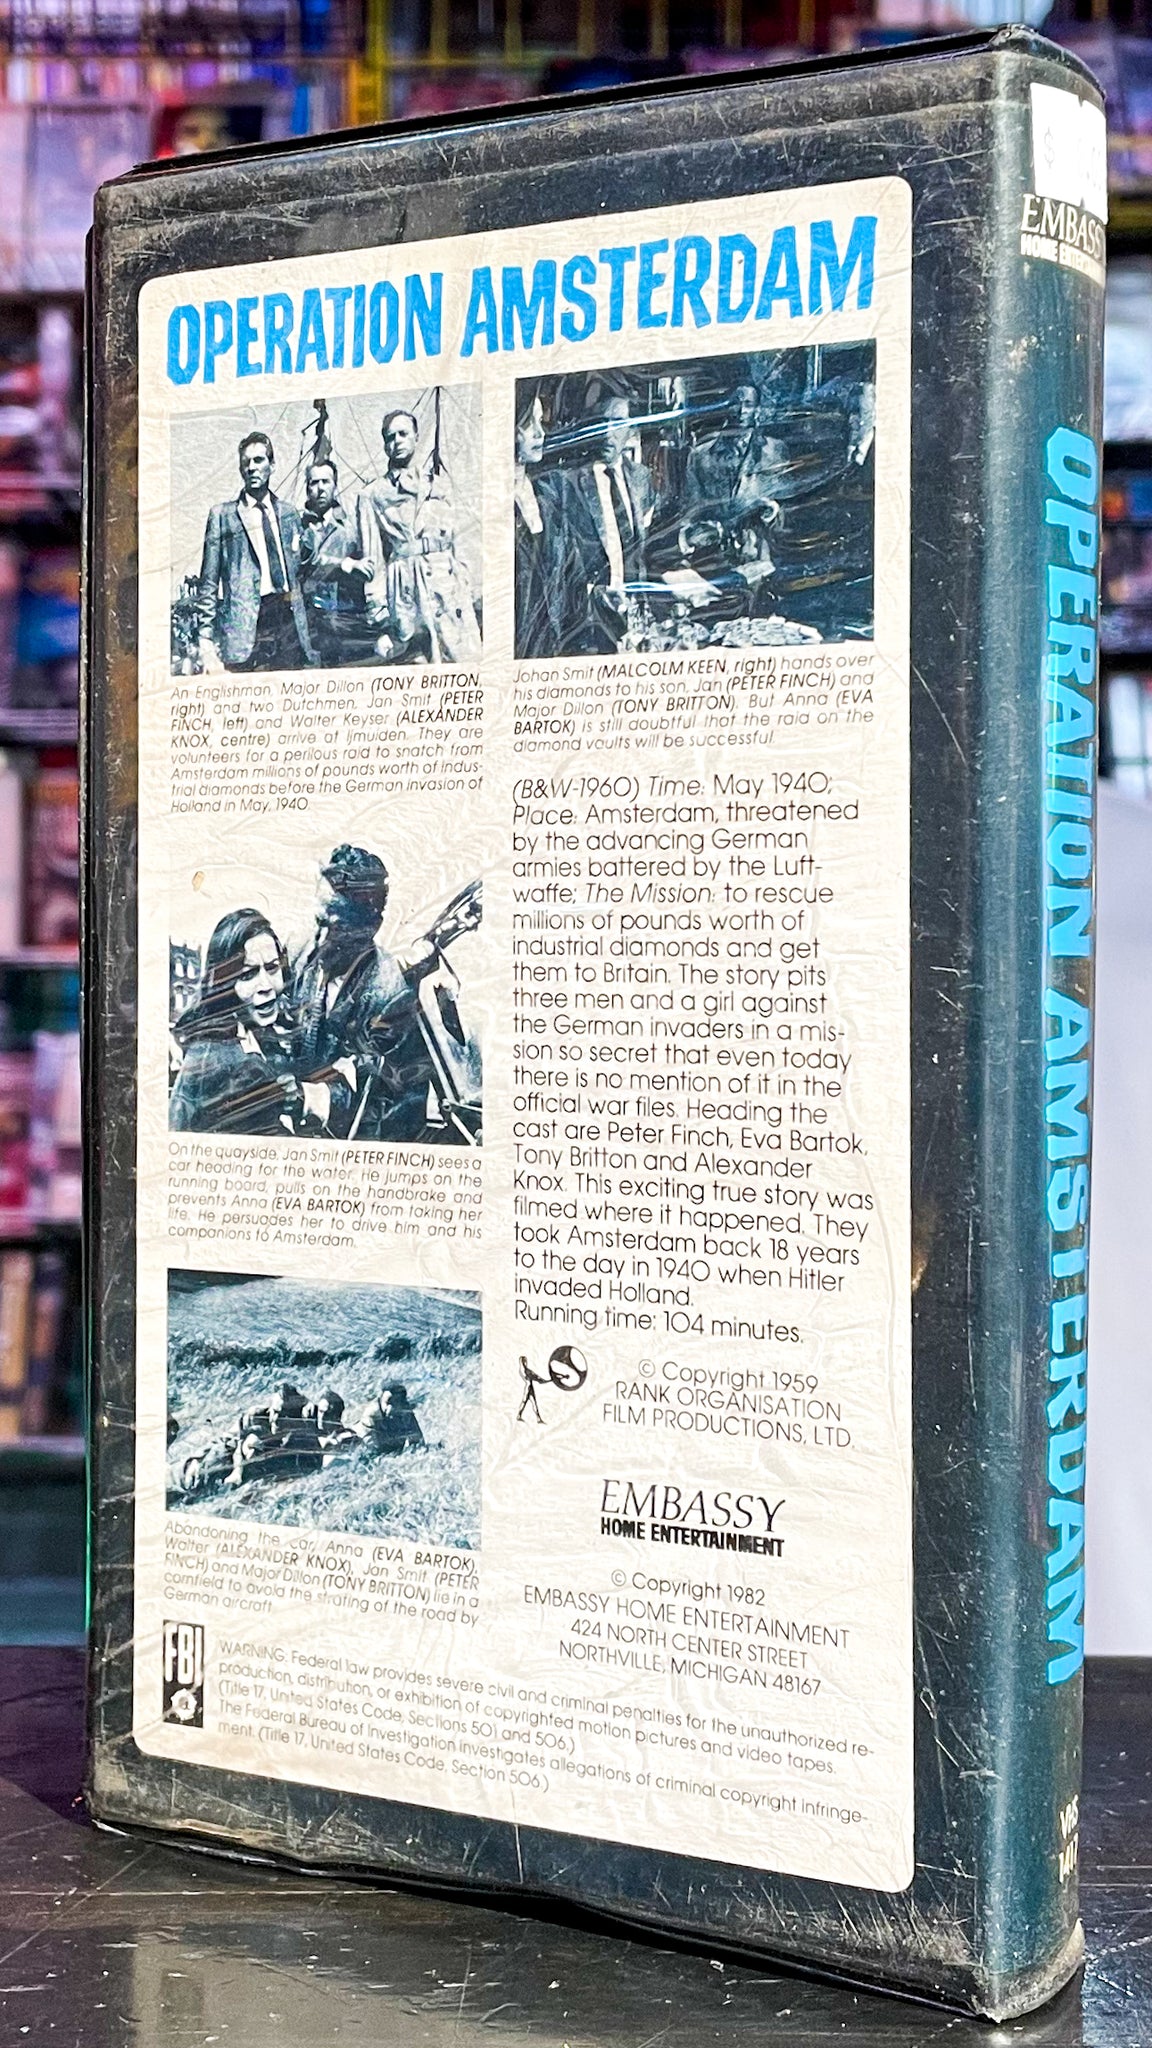 OPERATION AMSTERDAM
An Englishman, Major Dillon (TONY BRITTON,
right) and two Dutchmen, Jan Smit (PETER
FINCH, left) and Walter Keyser (ALEXANDER
KNOX, centre) arrive at Ijmuiden. They are
volunteers for a perilous raid to snatch from
Amsterdam millions of pounds worth of indus-
trial diamonds before the German invasion of
Holland in May, 1940.
On the quayside, Jan Smit (PETER FINCH) sees a
car heading for the water. He jumps on the
running board, pulls on the handbrake and
prevents Anna (EVA BARTOK) from taking her
life. He persuades her to drive him and his
companions to Amsterdam.
Abandoning the car, Anna (EVA BARTOK),
Walter (ALEXANDER KNOX), Jan Smit (PETER
FINCH) and Major Dillon (TONY BRITTON) lie in a
cornfield to avoid the strafing of the road by
German aircraft.
Johan Smit (MALCOLM KEEN, right) hands over
his diamonds to his son, Jan (PETER FINCH) and
Major Dillon (TONY BRITTON). But Anna (EVA
BARTOK) is still doubtful that the raid on the
diamond vaults will be successful.
(B&W-1960) Time: May 1940;
Place: Amsterdam, threatened
by the advancing German
armies battered by the Luft-
waffe; The Mission: to rescue
millions of pounds worth of
industrial diamonds and get
them to Britain. The story pits
three men and a girl against
the German invaders in a mis-
sion so secret that even today
there is no mention of it in the
official war files. Heading the
cast are Peter Finch, Eva Bartok,
Tony Britton and Alexander
Knox. This exciting true story was
filmed where it happened. They
took Amsterdam back 18 years
to the day in 1940 when Hitler
invaded Holland.
Running time: 104 minutes.
© Copyright 1959
RANK ORGANISATION
FILM PRODUCTIONS, LTD.
EMBASSY
HOME ENTERTAINMENT
© Copyright 1982
EMBASSY HOME ENTERTAINMENT
424 NORTH CENTER STREET
NORTHVILLE, MICHIGAN 48167
FBI
WARNING: Federal law provides severe civil and criminal penalties for the unauthorized re-
production, distribution, or exhibition of copyrighted motion pictures and video tapes.
(Title 17, United States Code, Sections 501 and 506.)
The Federal Bureau of Investigation investigates allegations of criminal copyright infringe-
ment. (Title 17, United States Code, Section 506.)
EMBASSY
HOME ENTERTAINM
OPERATION AMSTERDAM
VHS
1417